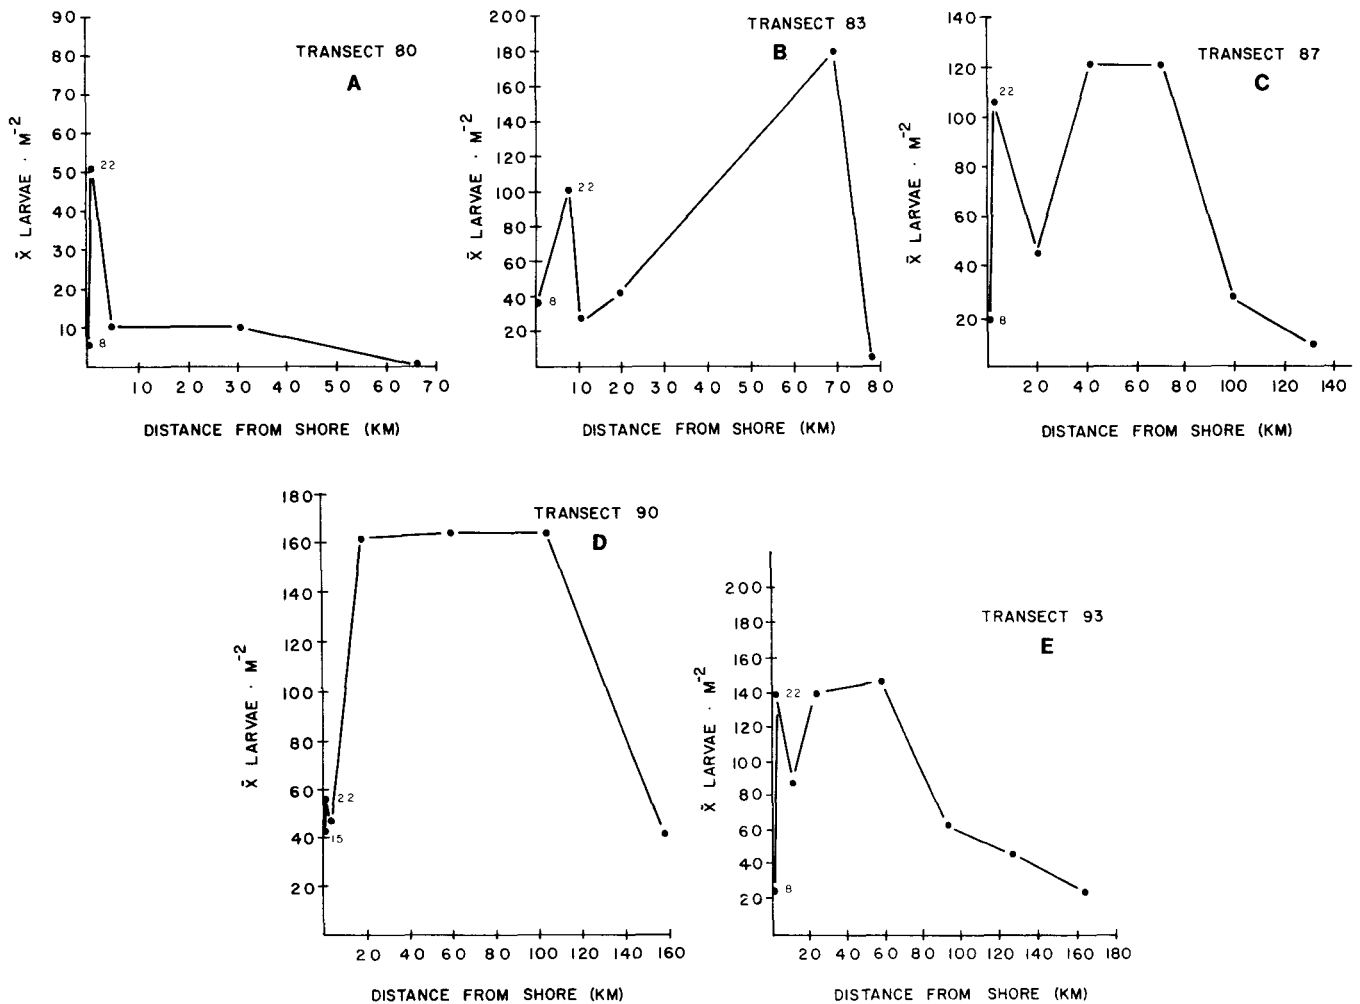 TRANSECT 80
A
X̄ LARVAE · M⁻²
90
80
70
60
50
40
30
20
10
22
8
10 20 30 40 50 60 70
DISTANCE FROM SHORE (KM)
TRANSECT 83
B
X̄ LARVAE · M⁻²
200
180
160
140
120
100
80
60
40
20
22
8
10 20 30 40 50 60 70 80
DISTANCE FROM SHORE (KM)
TRANSECT 87
C
X̄ LARVAE · M⁻²
140
120
100
80
60
40
20
22
8
20 40 60 80 100 120 140
DISTANCE FROM SHORE (KM)
TRANSECT 90
D
X̄ LARVAE · M⁻²
180
160
140
120
100
80
60
40
20
22
15
20 40 60 80 100 120 140 160
DISTANCE FROM SHORE (KM)
TRANSECT 93
E
X̄ LARVAE · M⁻²
200
180
160
140
120
100
80
60
40
20
22
8
20 40 60 80 100 120 140 160 180
DISTANCE FROM SHORE (KM)